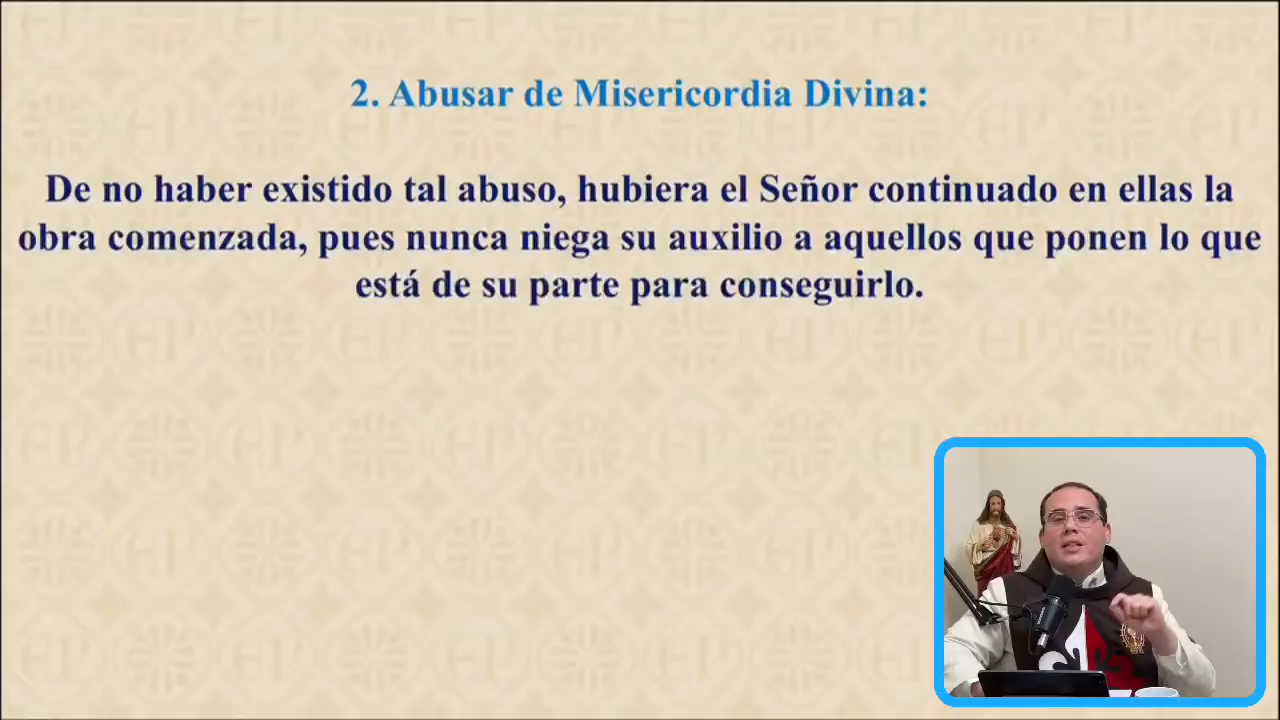 2. Abusar de Misericordia Divina:
De no haber existido tal abuso, hubiera el Señor continuado en ellas la
obra comenzada, pues nunca niega su auxilio a aquellos que ponen lo que
está de su parte para conseguirlo.